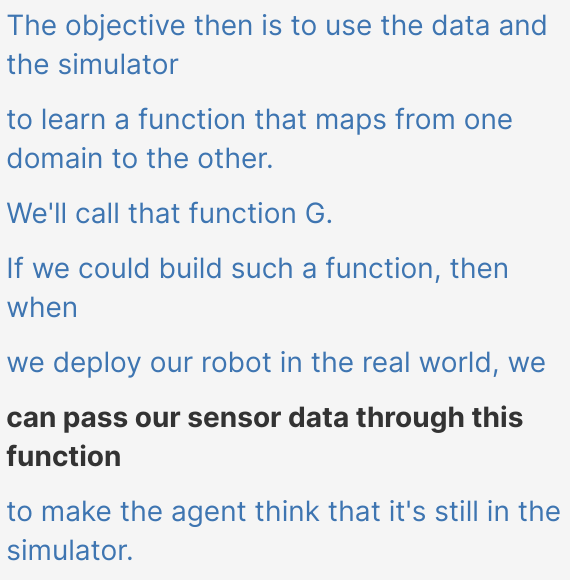 The objective then is to use the data and
the simulator
to learn a function that maps from one
domain to the other.
We'll call that function G.
If we could build such a function, then
when
we deploy our robot in the real world, we
can pass our sensor data through this
function
to make the agent think that it's still in the
simulator.